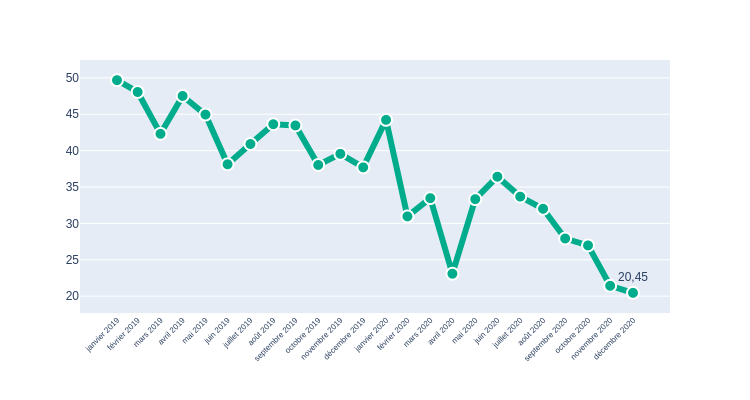 50
45
40
35
30
25
20
20,45
janvier 2019
février 2019
mars 2019
avril 2019
mai 2019
juin 2019
juillet 2019
août 2019
septembre 2019
octobre 2019
novembre 2019
décembre 2019
janvier 2020
février 2020
mars 2020
avril 2020
mai 2020
juin 2020
juillet 2020
août 2020
septembre 2020
octobre 2020
novembre 2020
décembre 2020